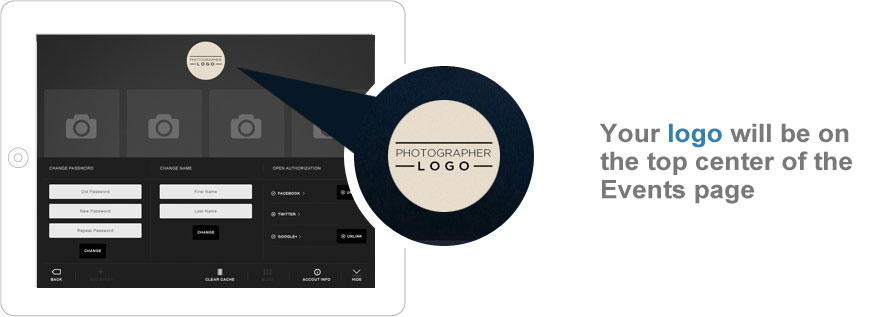 PHOTOGRAPHER
LOGO
PHOTOGRAPHER
LOGO
Your logo will be on
the top center of the
Events page
CHANGE PASSWORD
CHANGE NAME
OPEN AUTHORIZATION
Old Password
First Name
FACEBOOK >
New Password
Last Name
TWITTER >
Repeat Password
CHANGE
GOOGLE+ >
UNLINK
CHANGE
BACK
CLEAR CACHE
ACCOUT INFO
HIDE